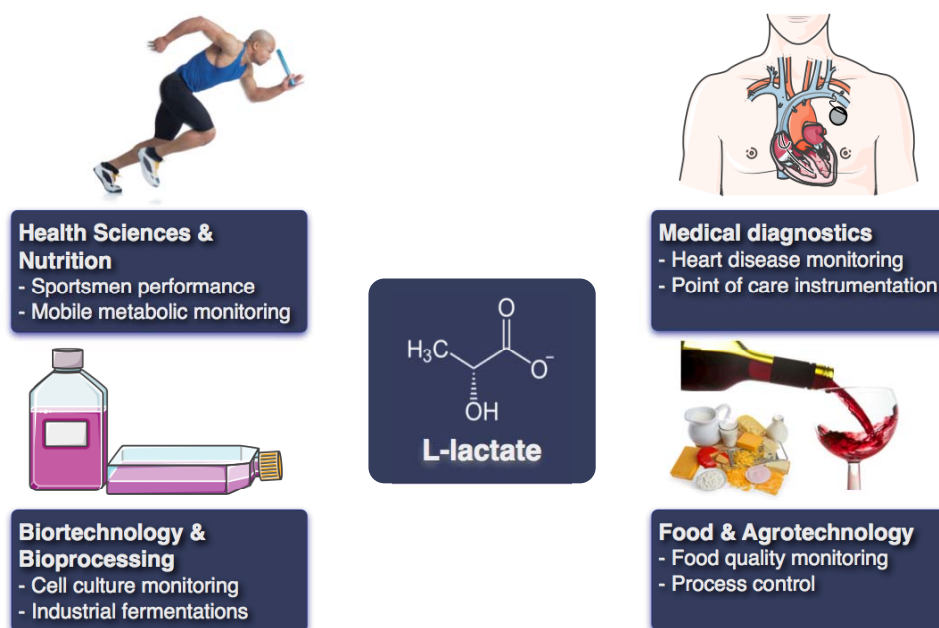 Health Sciences &
Nutrition
- Sportsmen performance
- Mobile metabolic monitoring
Medical diagnostics
- Heart disease monitoring
- Point of care instrumentation
O
H₃C
O⁻
OH
L-lactate
Biortechnology &
Bioprocessing
- Cell culture monitoring
- Industrial fermentations
Food & Agrotechnology
- Food quality monitoring
- Process control